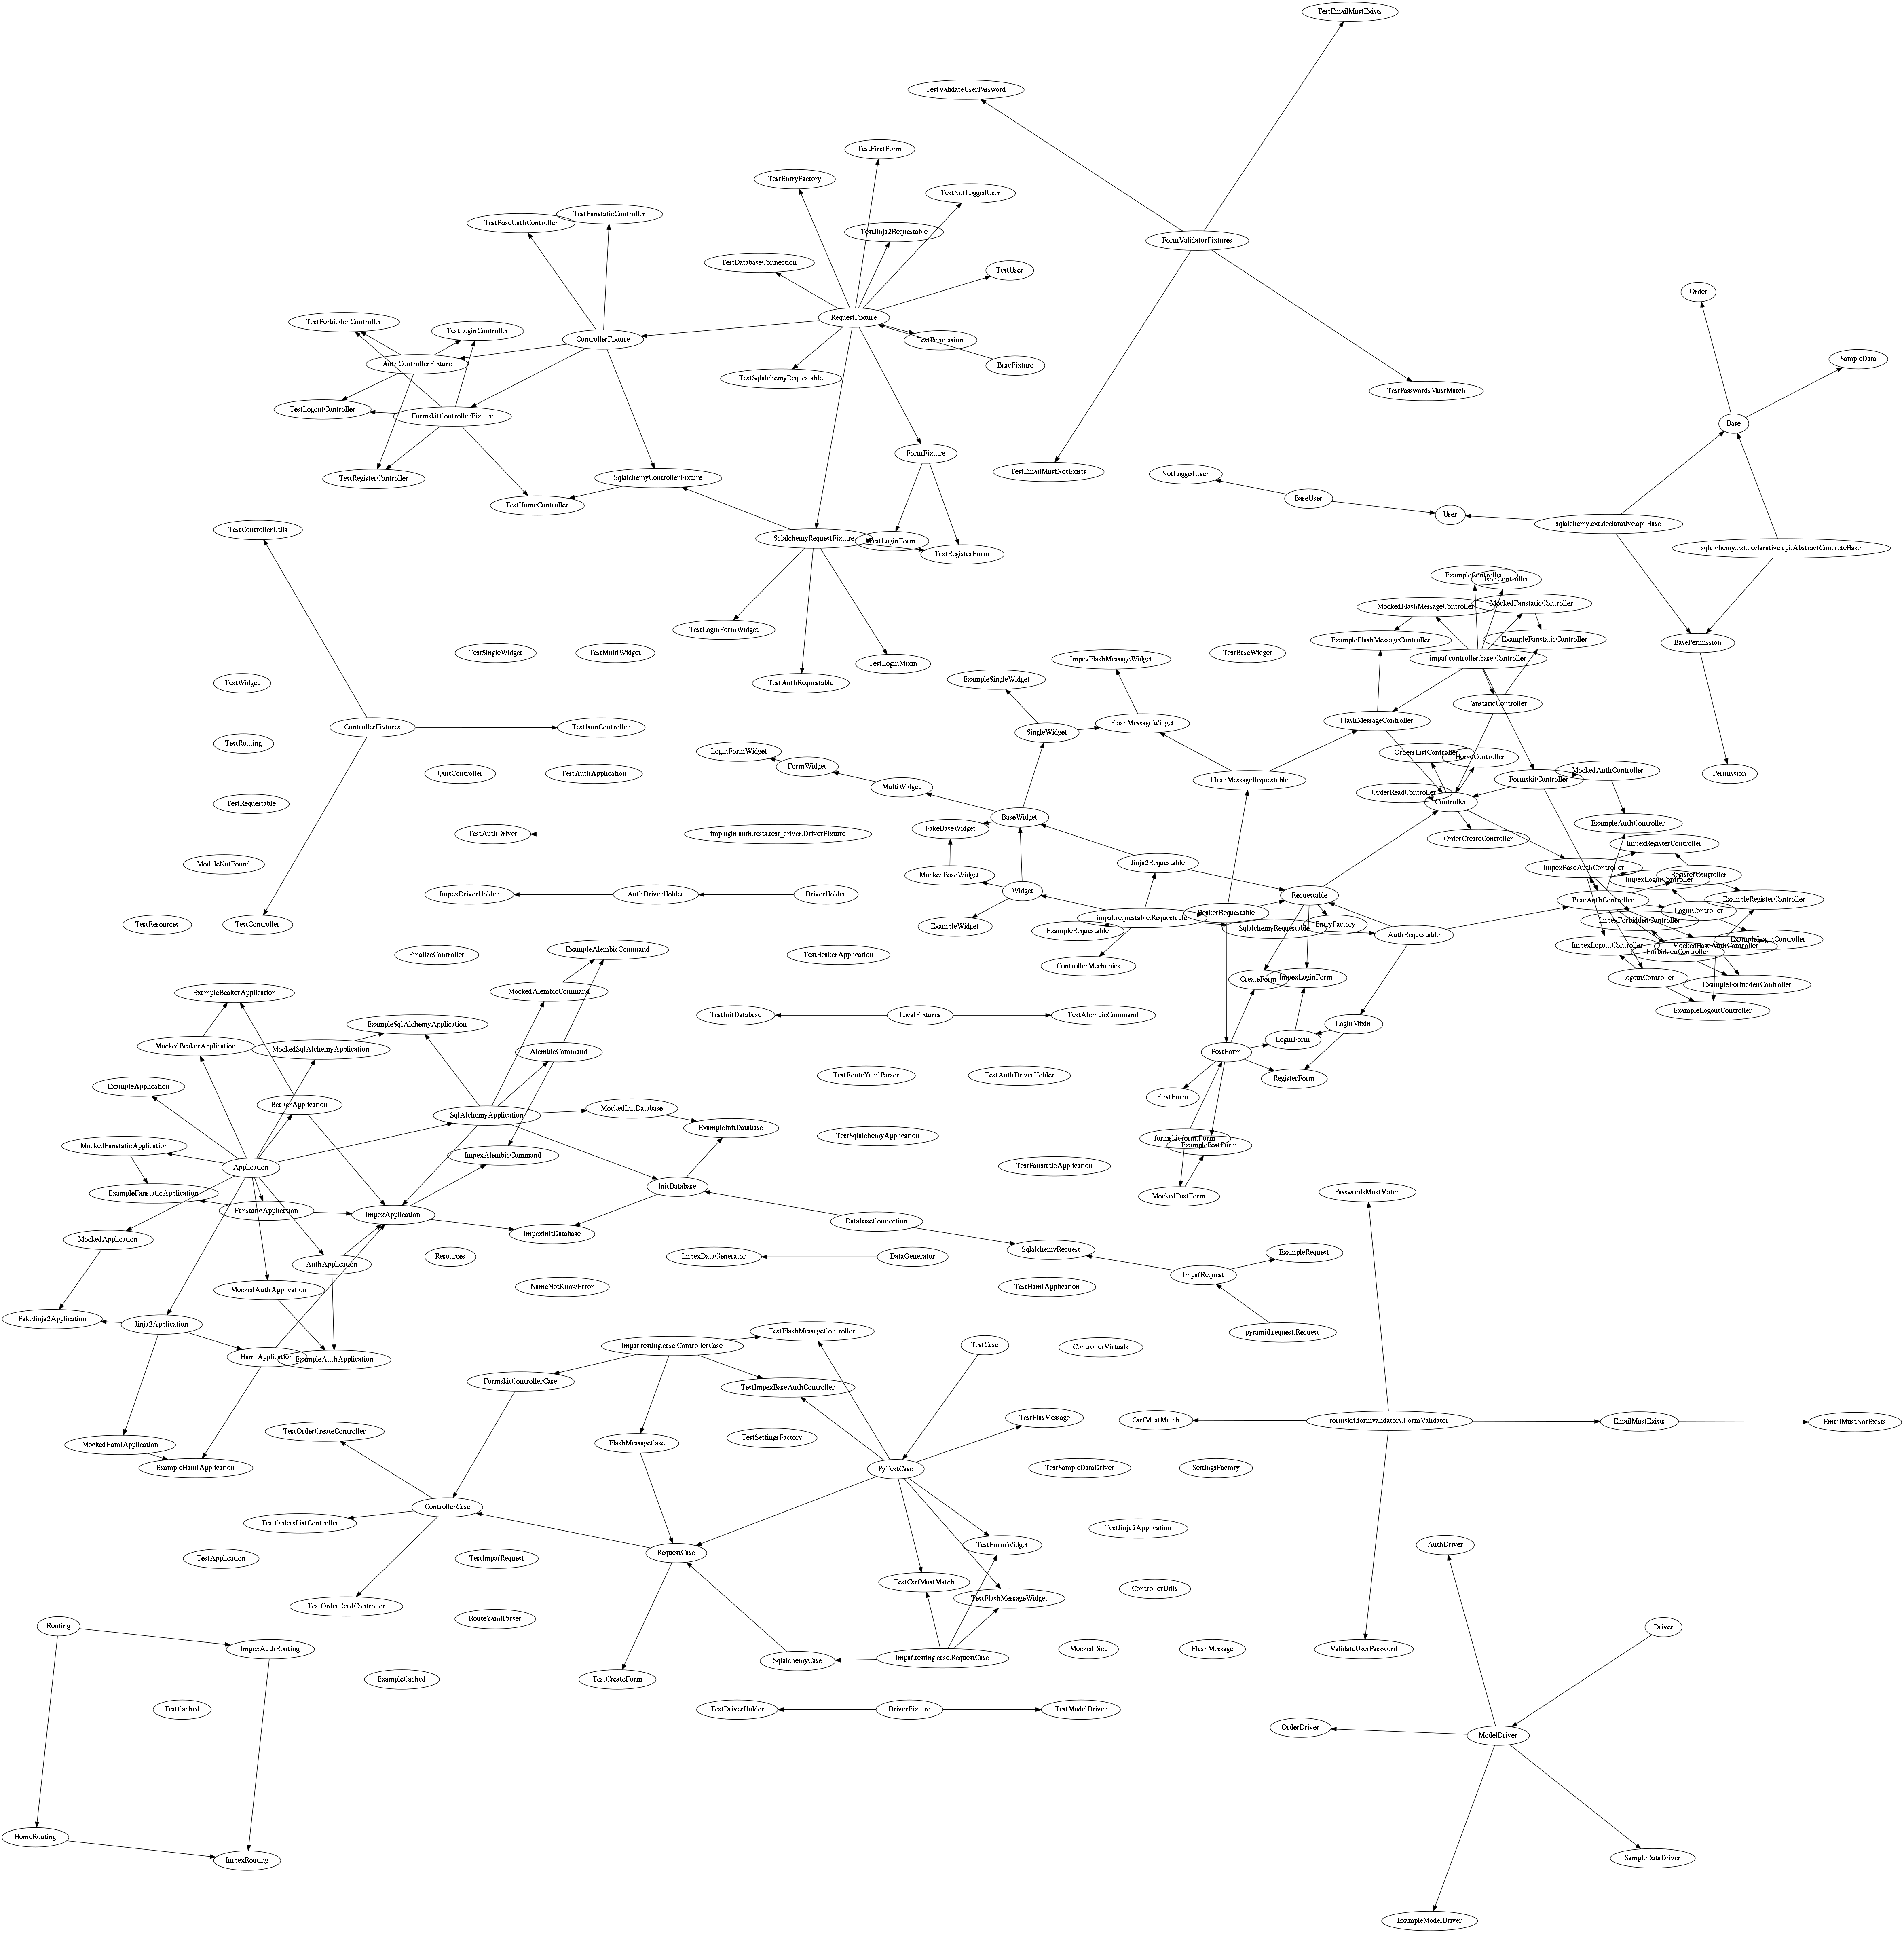 TestEmailMustExists
TestValidateUserPassword
TestFirstForm
TestEntryFactory
TestNotLoggedUser
TestFanstaticController
TestBaseUathController
TestJinja2Requestable
FormValidatorFixtures
TestDatabaseConnection
TestUser
Order
RequestFixture
TestForbiddenController
TestLoginController
ControllerFixture
TestPermission
SampleData
AuthControllerFixture
BaseFixture
TestSqlalchemyRequestable
TestPasswordsMustMatch
TestLogoutController
FormskitControllerFixture
Base
FormFixture
TestEmailMustNotExists
NotLoggedUser
TestRegisterController
SqlalchemyControllerFixture
BaseUser
TestHomeController
User
sqlalchemy.ext.declarative.api.Base
TestControllerUtils
SqlalchemyRequestFixture
TestLoginForm
TestRegisterForm
sqlalchemy.ext.declarative.api.AbstractConcreteBase
ExampleController
JsonController
MockedFlashMessageController
MockedFanstaticController
TestLoginFormWidget
ExampleFlashMessageController
ExampleFanstaticController
BasePermission
TestSingleWidget
TestMultiWidget
TestBaseWidget
ImpexFlashMessageWidget
impaf.controller.base.Controller
TestLoginMixin
TestWidget
ExampleSingleWidget
TestAuthRequestable
FanstaticController
ControllerFixtures
TestJsonController
FlashMessageWidget
FlashMessageController
SingleWidget
TestRouting
LoginFormWidget
OrdersListController
HomeController
FormWidget
QuitController
TestAuthApplication
FlashMessageRequestable
FormskitController
MockedAuthController
Permission
MultiWidget
OrderReadController
Controller
TestRequestable
BaseWidget
ExampleAuthController
TestAuthDriver
implugin.auth.tests.test_driver.DriverFixture
FakeBaseWidget
OrderCreateController
ImpexRegisterController
ModuleNotFound
Jinja2Requestable
ImpexBaseAuthController
MockedBaseWidget
RegisterController
ImpexLoginController
ImpexDriverHolder
AuthDriverHolder
DriverHolder
Widget
Requestable
BaseAuthController
ExampleRegisterController
LoginController
TestResources
TestController
ExampleWidget
impaf.requestable.Requestable
BeakerRequestable
ImpexForbiddenController
ExampleRequestable
SqlalchemyRequestable
EntryFactory
AuthRequestable
ExampleLoginController
ImpexLogoutController
MockedBaseAuthController
ForbiddenController
FinalizeController
ExampleAlembicCommand
TestBeakerApplication
ControllerMechanics
CreateForm
ImpexLoginForm
LogoutController
ExampleForbiddenController
ExampleBeakerApplication
MockedAlembicCommand
ExampleLogoutController
TestInitDatabase
LocalFixtures
TestAlembicCommand
ExampleSqlAlchemyApplication
LoginMixin
MockedBeakerApplication
MockedSqlAlchemyApplication
AlembicCommand
LoginForm
PostForm
TestRouteYamlParser
TestAuthDriverHolder
RegisterForm
ExampleApplication
FirstForm
BeakerApplication
MockedInitDatabase
SqlAlchemyApplication
ExampleInitDatabase
TestSqlalchemyApplication
formskit.form.Form
ExamplePostForm
MockedFanstaticApplication
ImpexAlembicCommand
Application
TestFanstaticApplication
ExampleFanstaticApplication
InitDatabase
MockedPostForm
PasswordsMustMatch
FanstaticApplication
ImpexApplication
DatabaseConnection
ImpexInitDatabase
MockedApplication
SqlalchemyRequest
ExampleRequest
Resources
ImpexDataGenerator
DataGenerator
AuthApplication
ImpafRequest
NameNotKnowError
TestHamlApplication
MockedAuthApplication
FakeJinja2Application
Jinja2Application
TestFlashMessageController
pyramid.request.Request
impaf.testing.case.ControllerCase
TestCase
ControllerVirtuals
HamlApplication
ExampleAuthApplication
FormskitControllerCase
TestImpexBaseAuthController
TestFlasMessage
CsrfMustMatch
formskit.formvalidators.FormValidator
EmailMustExists
EmailMustNotExists
TestOrderCreateController
TestSettingsFactory
MockedHamlApplication
FlashMessageCase
ExampleHamlApplication
PyTestCase
TestSampleDataDriver
SettingsFactory
ControllerCase
TestOrdersListController
TestJinja2Application
TestFormWidget
AuthDriver
TestApplication
TestImpafRequest
RequestCase
TestCsrfMustMatch
ControllerUtils
TestFlashMessageWidget
TestOrderReadController
RouteYamlParser
Routing
Driver
ImpexAuthRouting
MockedDict
FlashMessage
ValidateUserPassword
SqlalchemyCase
impaf.testing.case.RequestCase
ExampleCached
TestCreateForm
TestCached
TestDriverHolder
DriverFixture
TestModelDriver
OrderDriver
ModelDriver
HomeRouting
ImpexRouting
SampleDataDriver
ExampleModelDriver